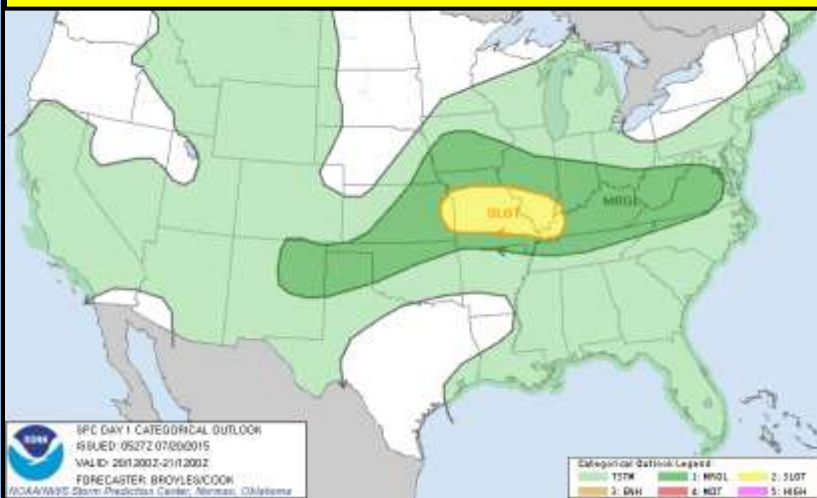 SLGT
MRGL
SPC DAY 1 CATEGORICAL OUTLOOK
ISSUED: 0527Z 07/20/2015
VALID: 20/1200Z-21/1200Z
FORECASTER: BROYLES/COOK
NOAA/NWS Storm Prediction Center, Norman, Oklahoma
Categorical Outlook Legend:
TSTM 1: MRGL 2: SLGT
3: ENH 4: MDT 5: HIGH